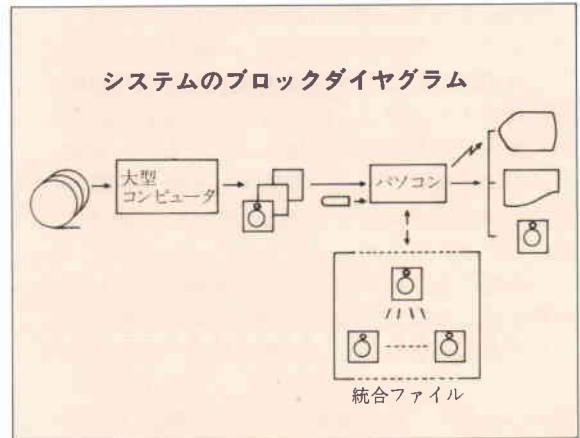 システムのブロックダイヤグラム
大型
コンピュータ
パソコン
統合ファイル